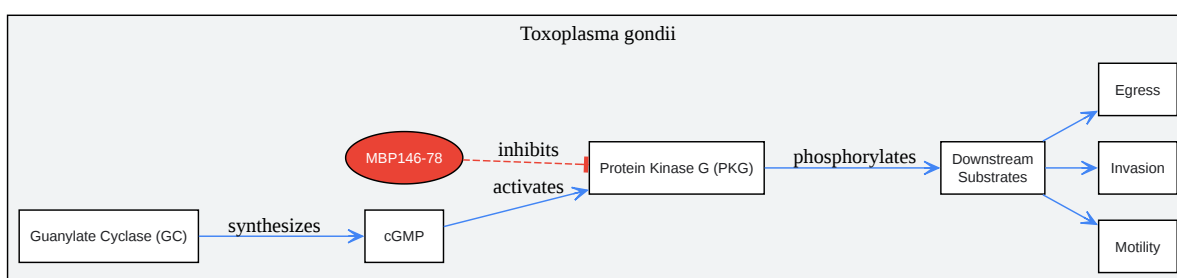 Toxoplasma gondii
Egress
MBP146-78
inhibits
Protein Kinase G (PKG)
phosphorylates
Downstream
Substrates
Invasion
activates
Guanylate Cyclase (GC)
synthesizes
cGMP
Motility